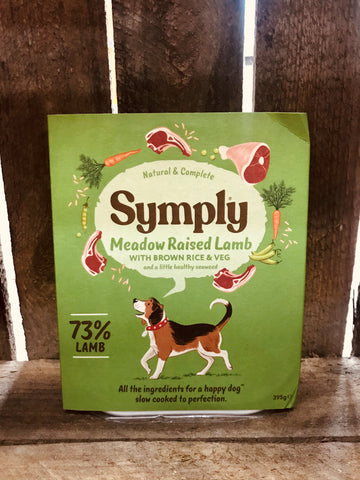 Natural & Complete
Symply
Meadow Raised Lamb
WITH BROWN RICE & VEG
and a little healthy seaweed
73%
LAMB
All the ingredients for a happy dog™
slow cooked to perfection.
395g e